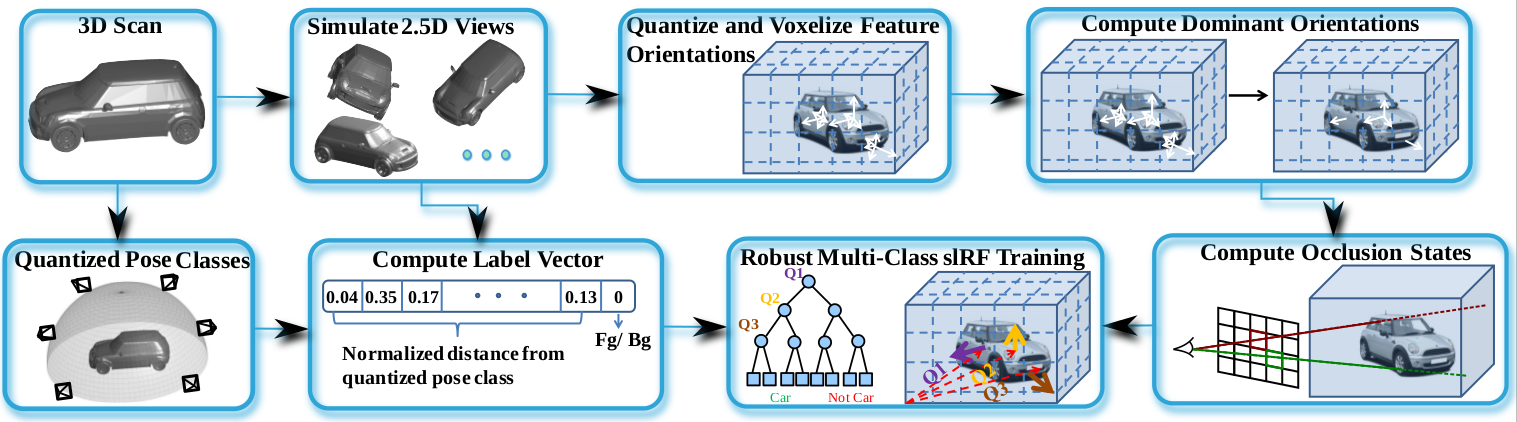 3D Scan
Simulate 2.5D Views
Quantize and Voxelize Feature
Orientations
Compute Dominant Orientations
Quantized Pose Classes
Compute Label Vector
0.04 0.35 0.17 • • • 0.13 0
Fg/ Bg
Normalized distance from
quantized pose class
Robust Multi-Class slRF Training
Q1
Q2
Q3
Car
Not Car
Q1
Q2
Q3
Compute Occlusion States